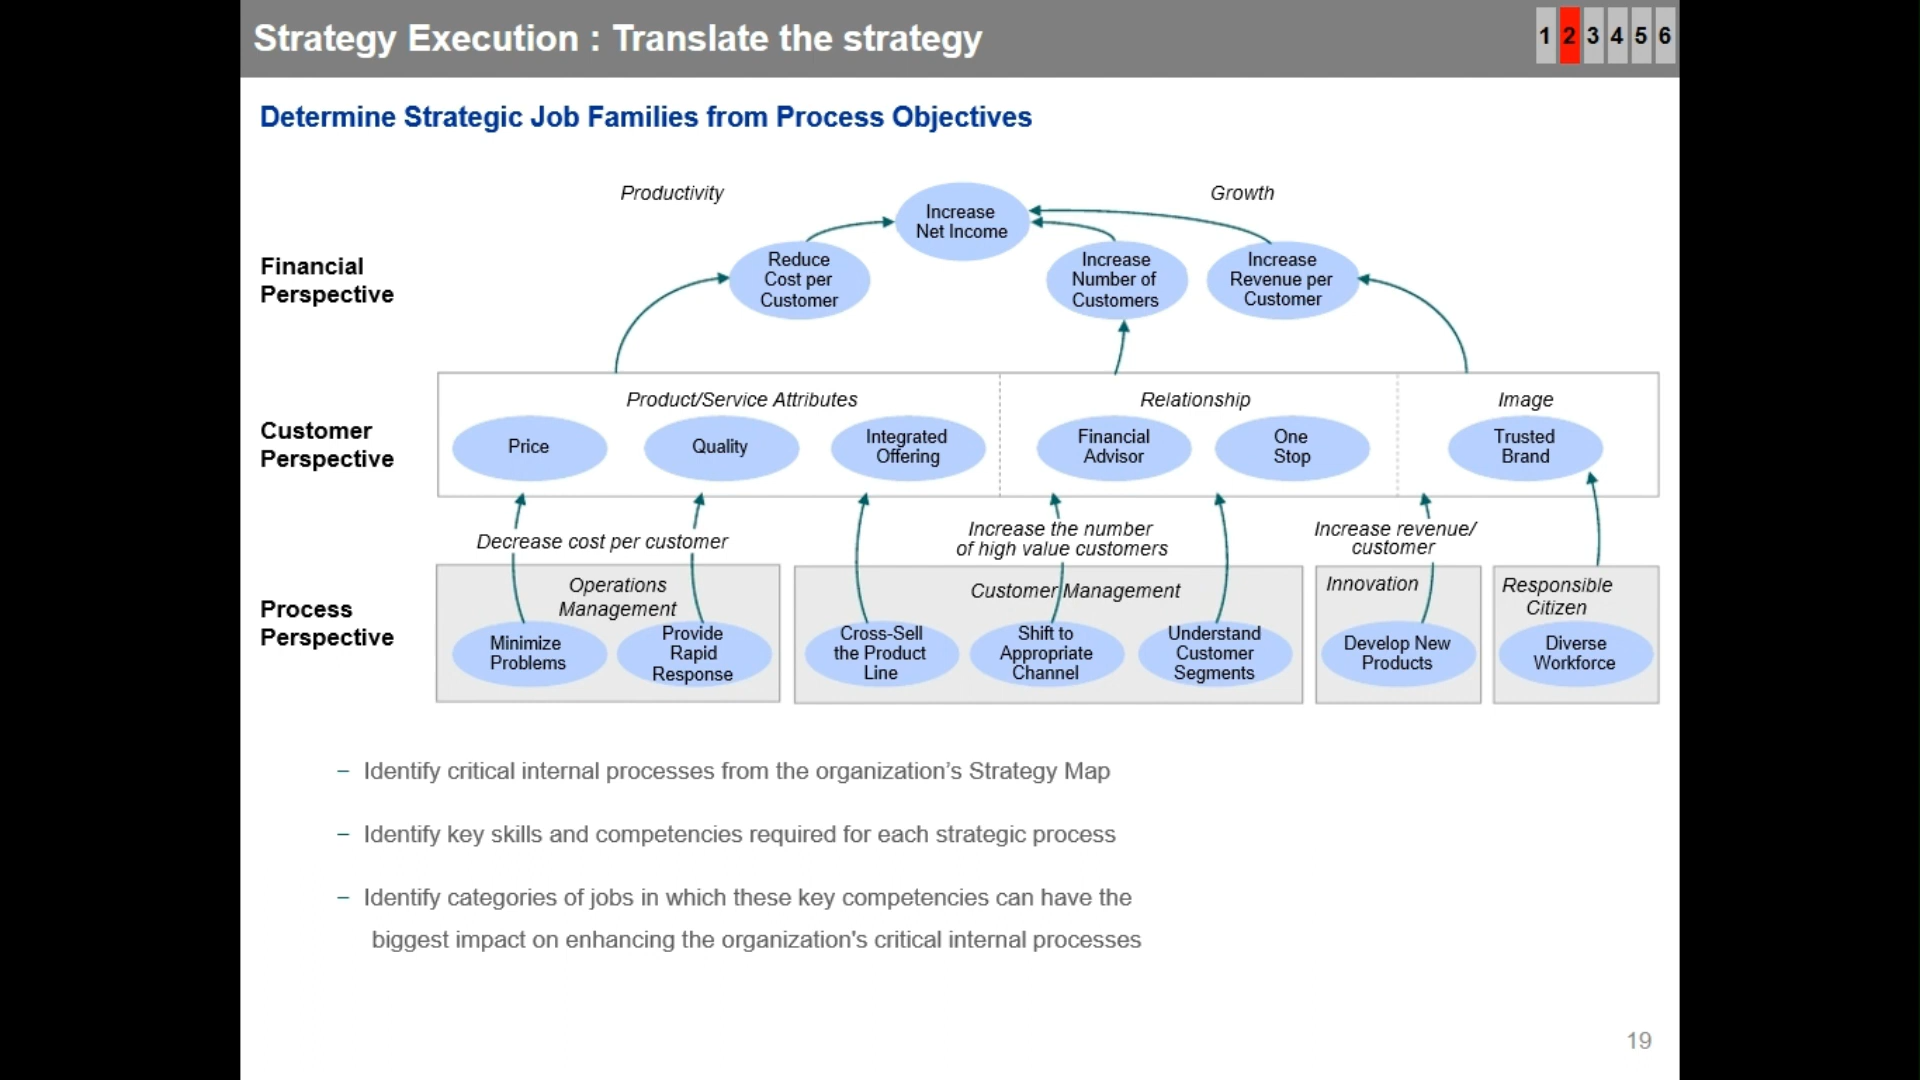 Strategy Execution : Translate the strategy
1 2 3 4 5 6
Determine Strategic Job Families from Process Objectives
Productivity
Growth
Increase
Net Income
Financial
Perspective
Reduce
Cost per
Customer
Increase
Number of
Customers
Increase
Revenue per
Customer
Customer
Perspective
Product/Service Attributes
Relationship
Image
Price
Quality
Integrated
Offering
Financial
Advisor
One
Stop
Trusted
Brand
Decrease cost per customer
Increase the number
of high value customers
Increase revenue/
customer
Process
Perspective
Operations
Management
Customer Management
Innovation
Responsible
Citizen
Minimize
Problems
Provide
Rapid
Response
Cross-Sell
the Product
Line
Shift to
Appropriate
Channel
Understand
Customer
Segments
Develop New
Products
Diverse
Workforce
– Identify critical internal processes from the organization’s Strategy Map
– Identify key skills and competencies required for each strategic process
– Identify categories of jobs in which these key competencies can have the
biggest impact on enhancing the organization's critical internal processes
19